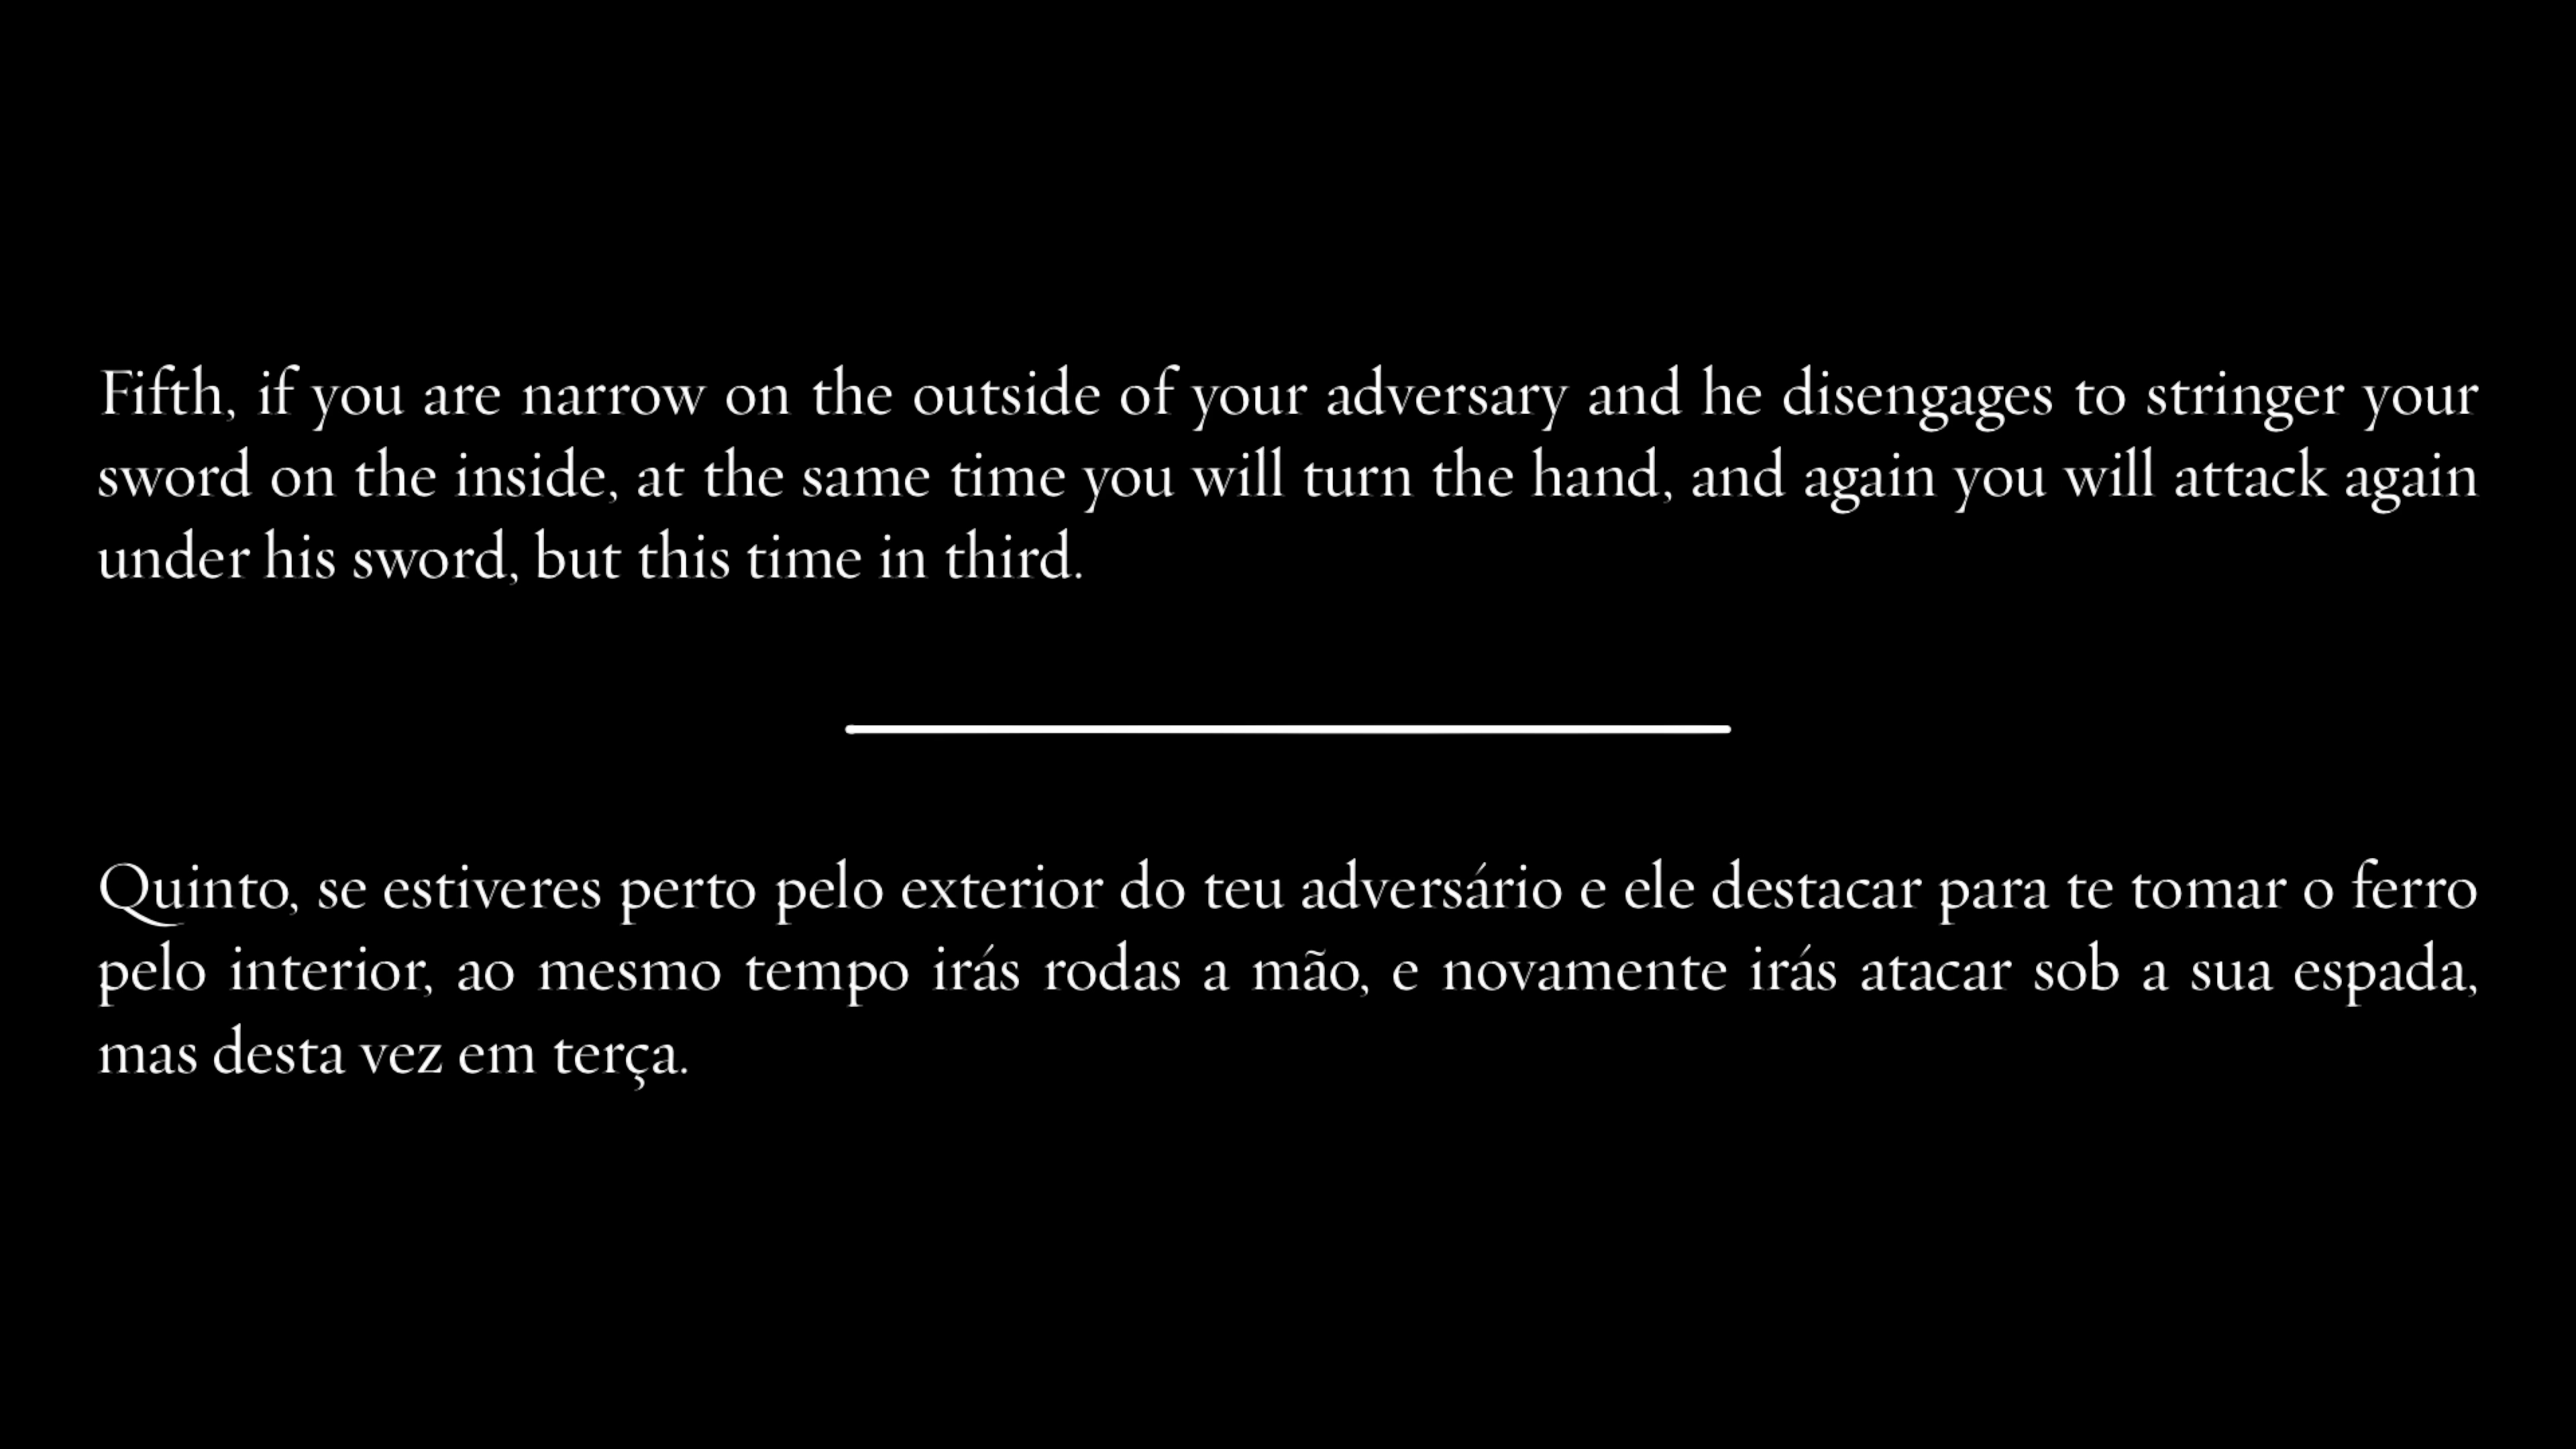 Fifth, if you are narrow on the outside of your adversary and he disengages to stringer your
sword on the inside, at the same time you will turn the hand, and again you will attack again
under his sword, but this time in third.
Quinto, se estiveres perto pelo exterior do teu adversário e ele destacar para te tomar o ferro
pelo interior, ao mesmo tempo irás rodas a mão, e novamente irás atacar sob a sua espada,
mas desta vez em terça.